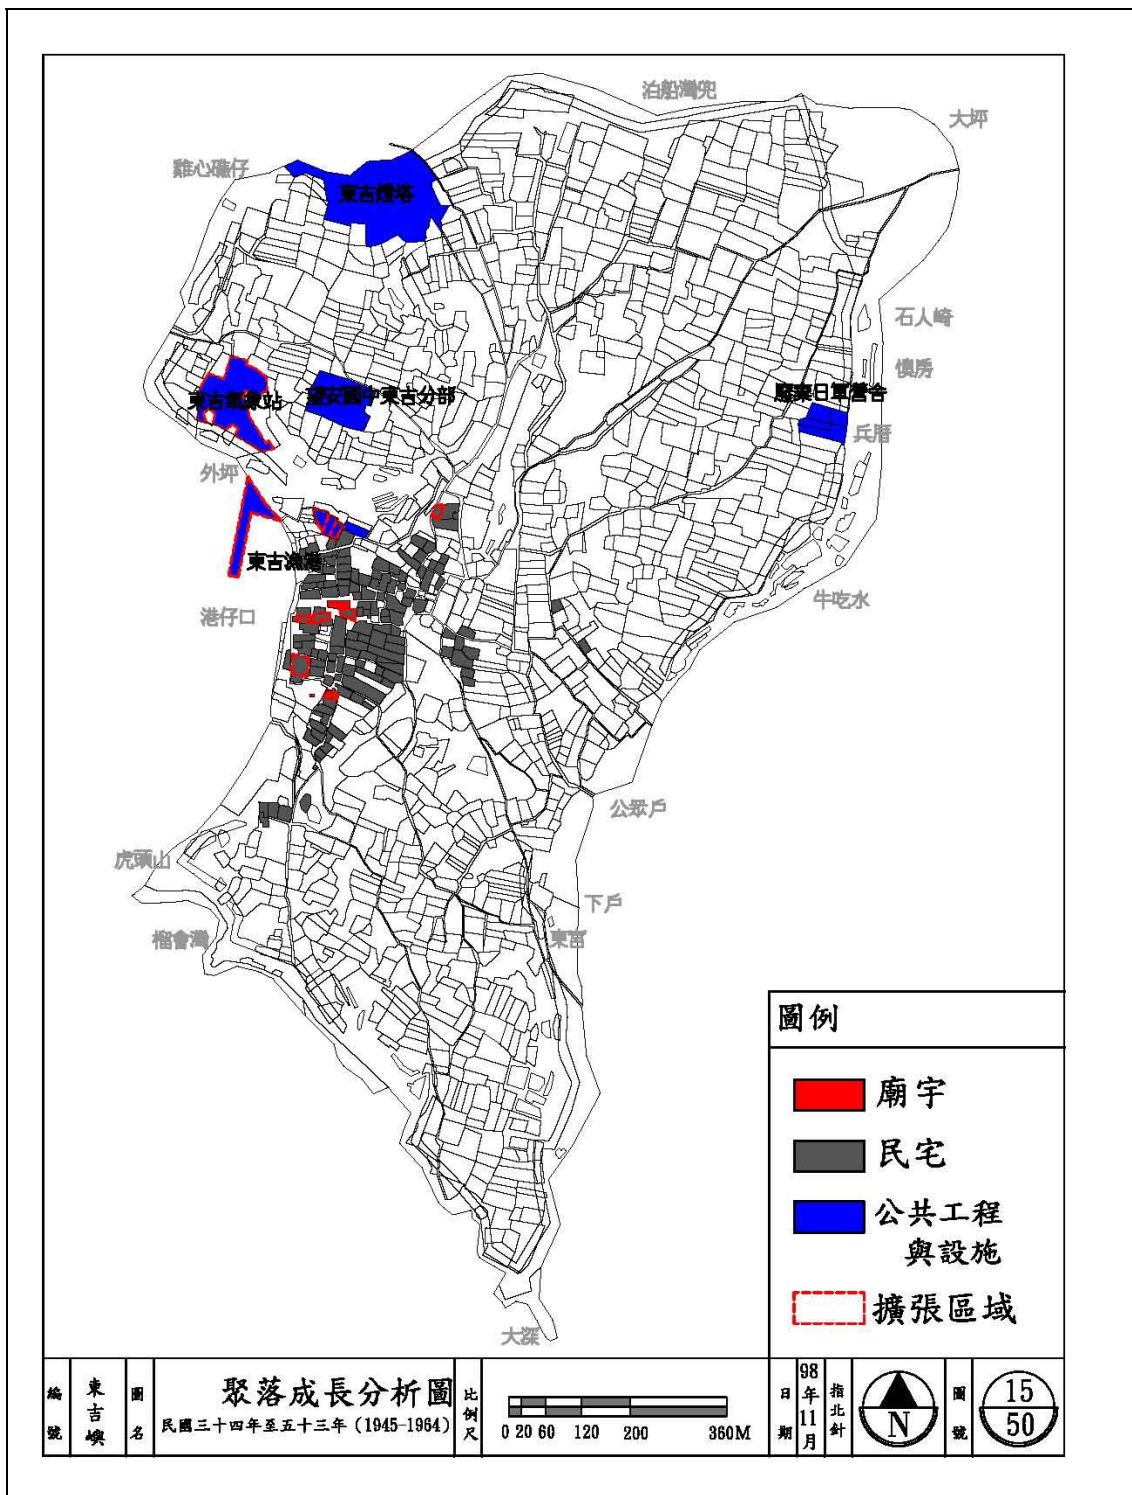 泊船灣兜
大坪
雞心礁仔
東吉燈塔
石人崎
懊房
東吉氣象站
望安國中東吉分部
廢棄日軍營舍
兵厝
外坪
東吉漁港
港仔口
牛吃水
公眾戶
虎頭山
下戶
榴會灣
東宮
大深
圖例
廟宇
民宅
公共工程
與設施
擴張區域
編號
東吉嶼
圖名
聚落成長分析圖
民國三十四年至五十三年 (1945-1964)
比例尺
0 20 60 120 200 360M
日期
98年11月
指北針
N
圖號
15
50